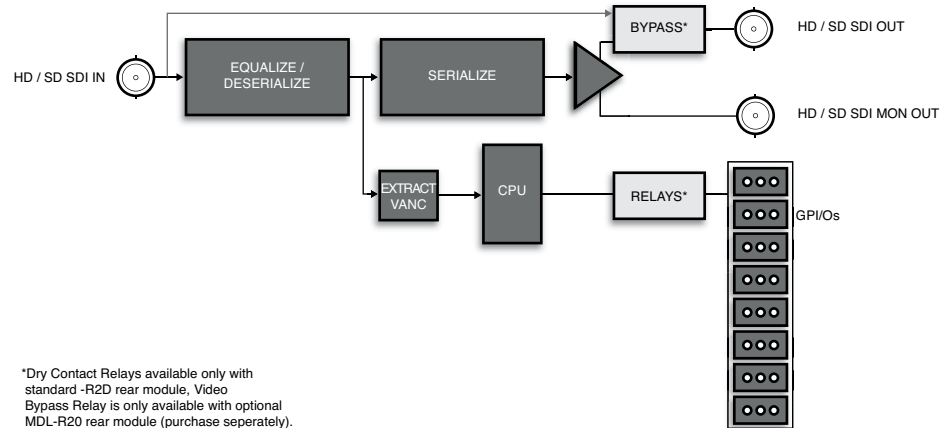 BYPASS*
HD / SD SDI OUT
HD / SD SDI IN
EQUALIZE /
DESERIALIZE
SERIALIZE
HD / SD SDI MON OUT
EXTRACT
VANC
CPU
RELAYS*
GPI/Os
*Dry Contact Relays available only with
standard -R2D rear module, Video
Bypass Relay is only available with optional
MDL-R20 rear module (purchase seperately).